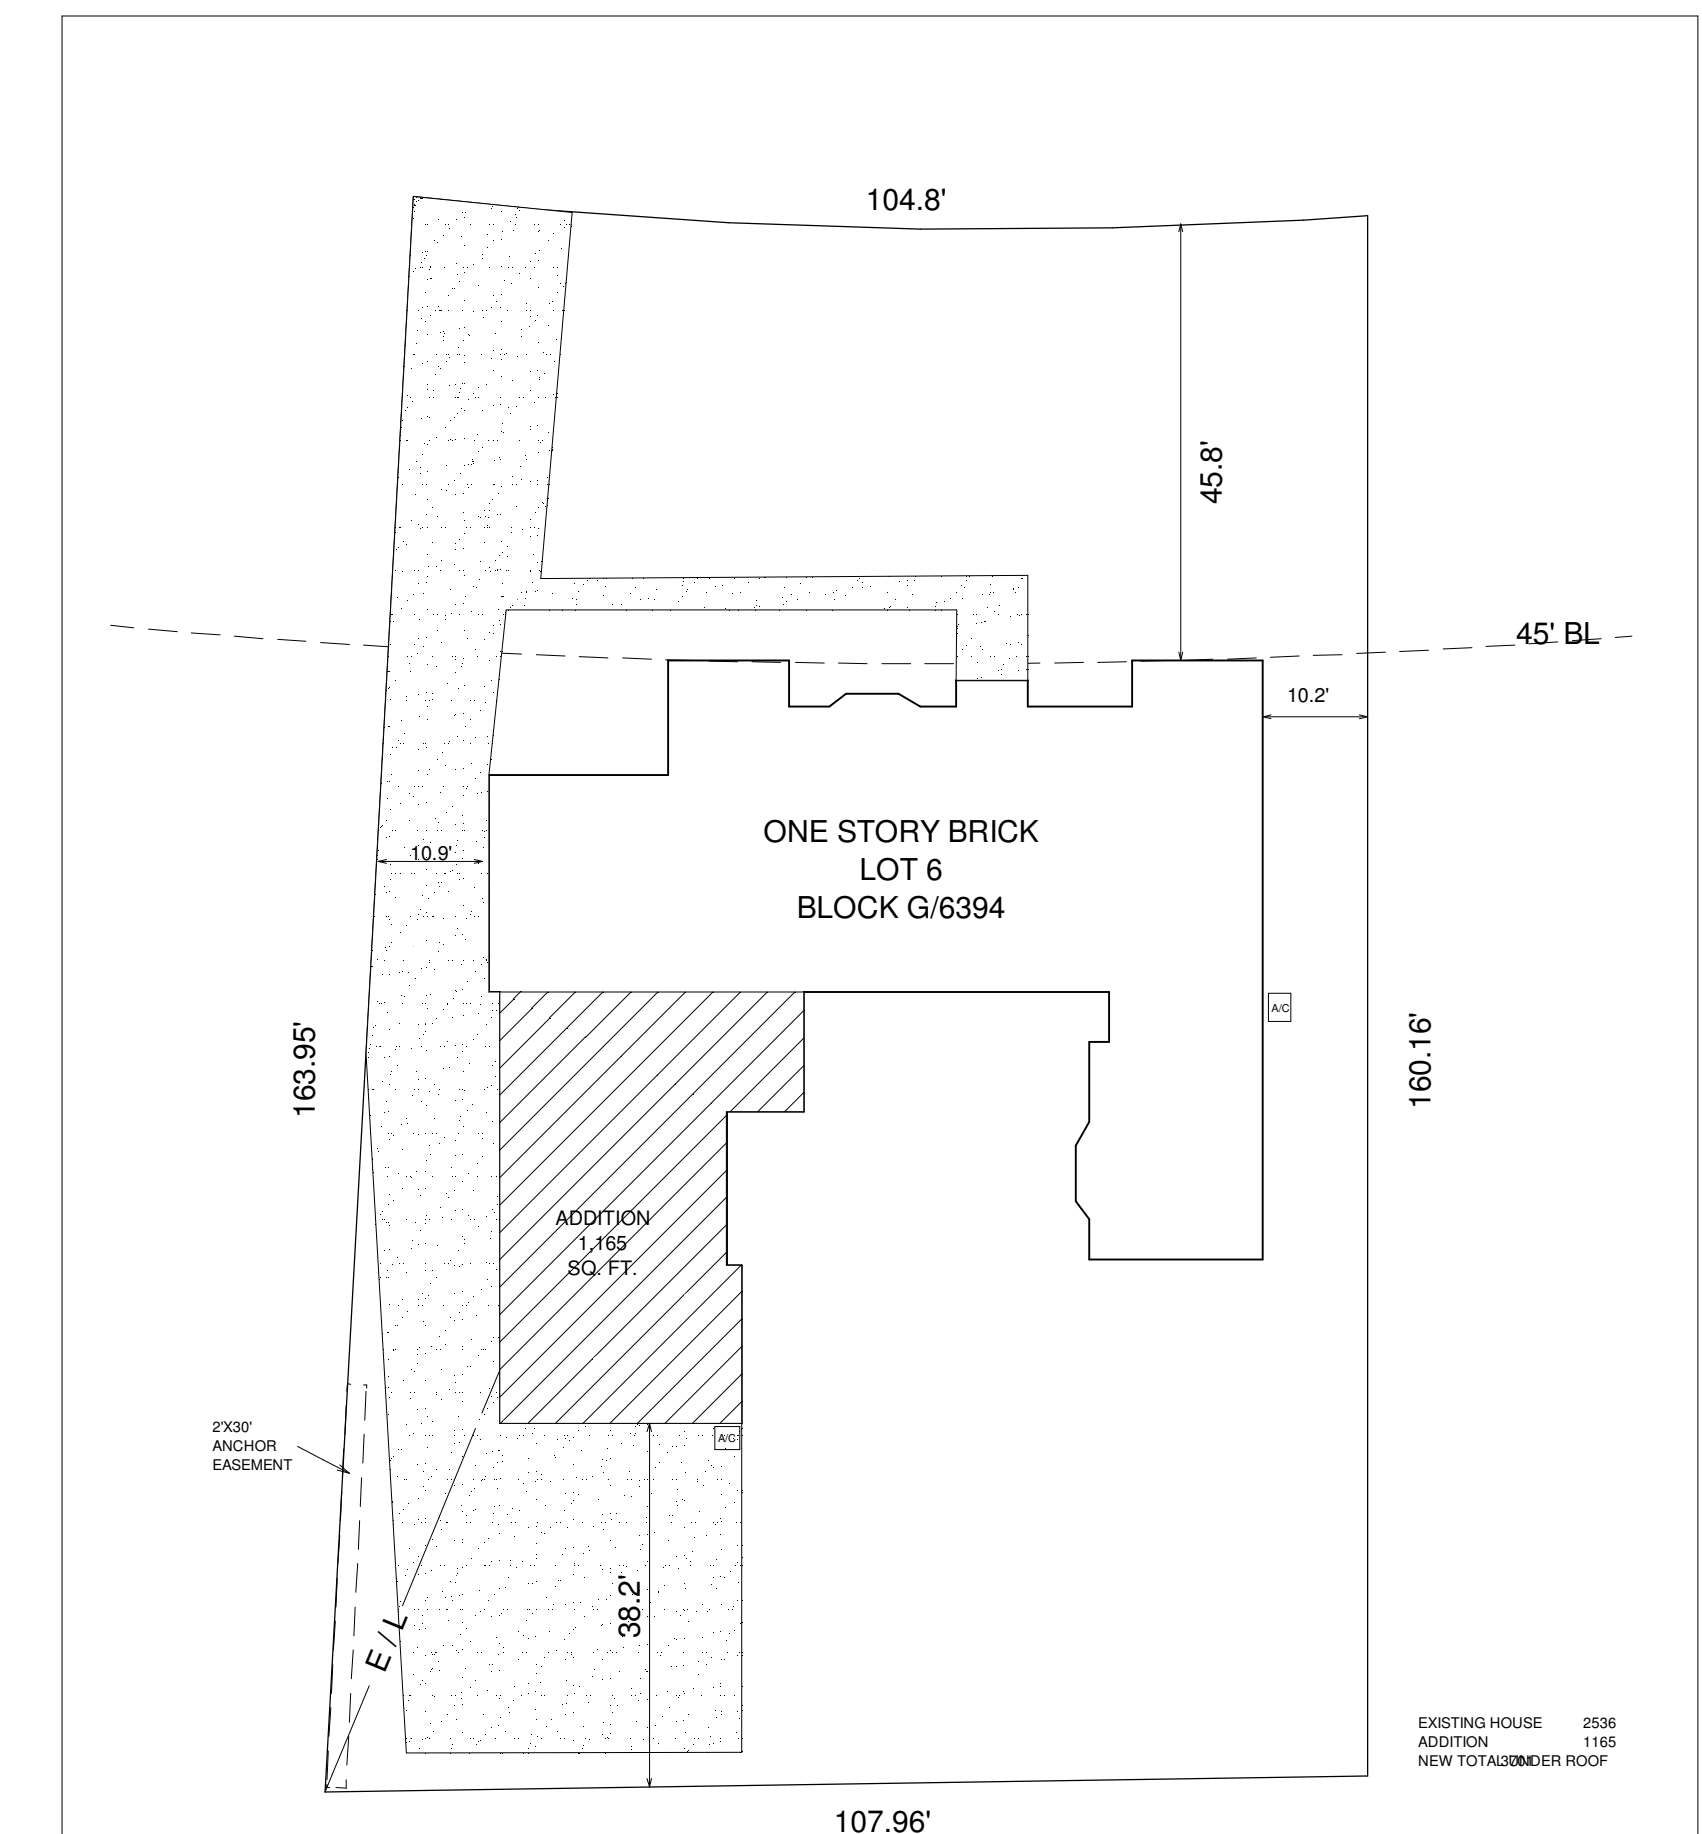 104.8'
45.8'
45' BL
10.2'
ONE STORY BRICK
LOT 6
BLOCK G/6394
10.9'
A/C
163.95'
160.16'
ADDITION
1,165
SQ. FT.
2'X30'
ANCHOR
EASEMENT
A/C
38.2'
E / L
EXISTING HOUSE 2536
ADDITION 1165
NEW TOTAL UNDER ROOF 3701
107.96'